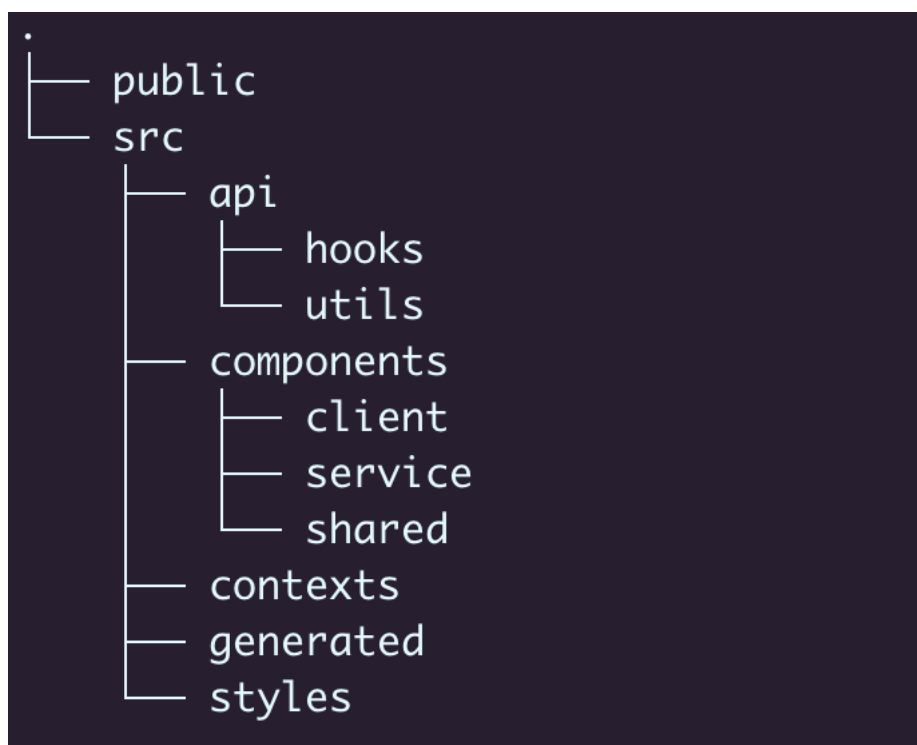 .
├── public
└── src
    ├── api
    │   ├── hooks
    │   └── utils
    ├── components
    │   ├── client
    │   ├── service
    │   └── shared
    ├── contexts
    ├── generated
    └── styles